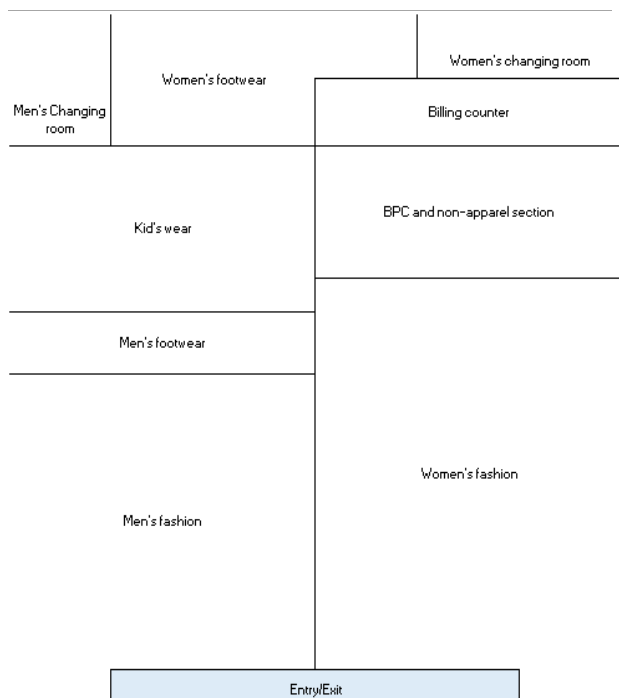 Women's footwear
Women's changing room
Men's Changing
room
Billing counter
Kid's wear
BPC and non-apparel section
Men's footwear
Women's fashion
Men's fashion
Entry/Exit